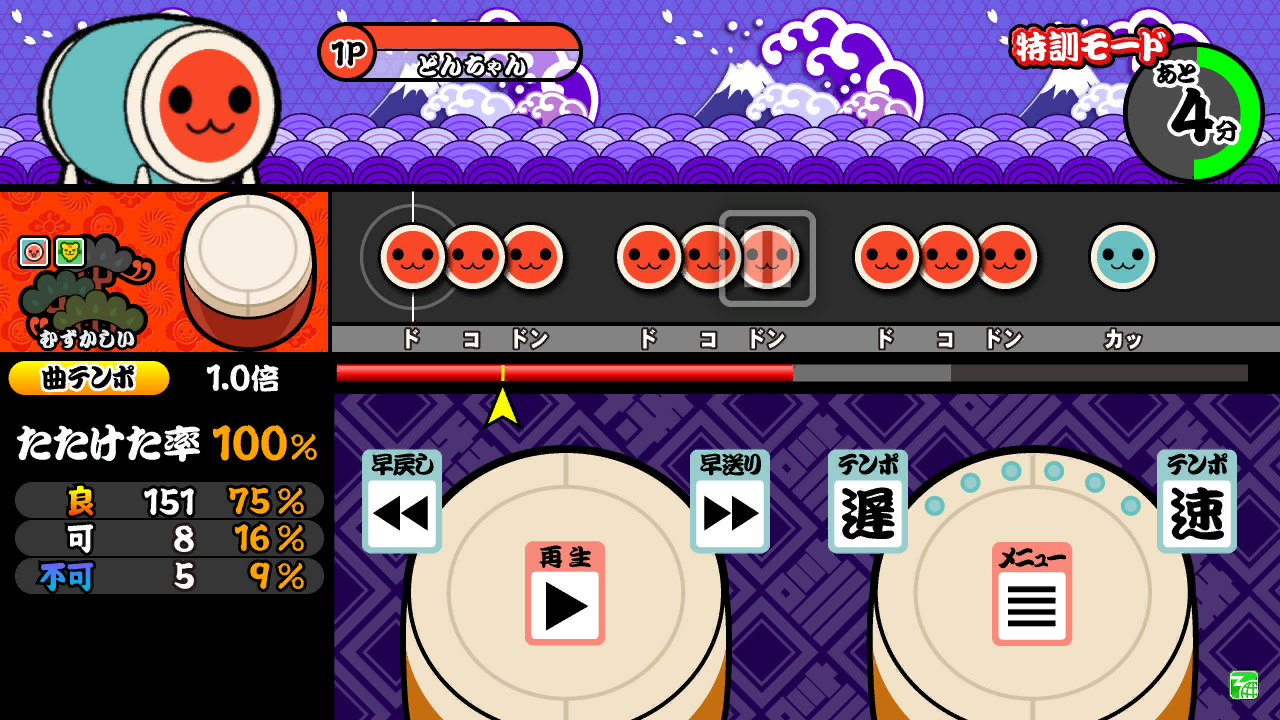 1P
どんちゃん
特訓モード
あと
4分
むずかしい
ド コ ドン ド コ ドン ド コ ドン カッ
曲テンポ 1.0倍
たたけた率 100%
良 151 75%
可 8 16%
不可 5 9%
早戻し
早送り
再生
テンポ
遅
テンポ
速
メニュー